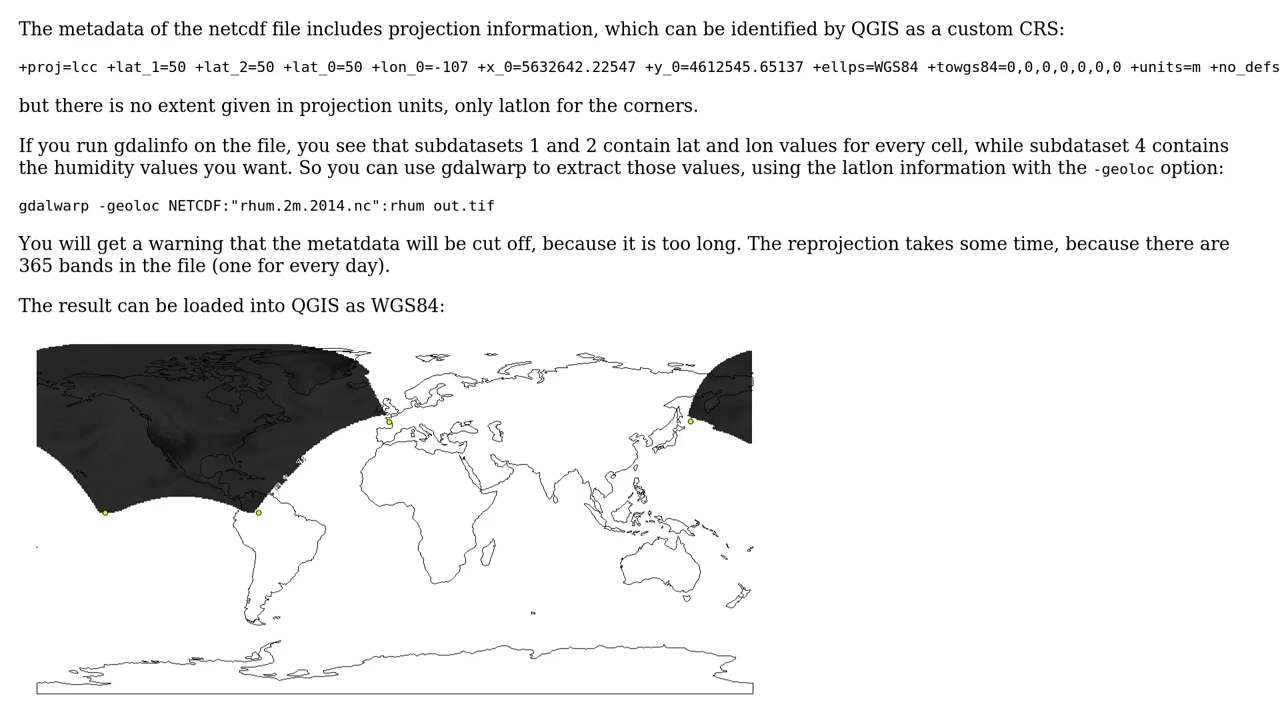 The metadata of the netcdf file includes projection information, which can be identified by QGIS as a custom CRS:
+proj=lcc +lat_1=50 +lat_2=50 +lat_0=50 +lon_0=-107 +x_0=5632642.22547 +y_0=4612545.65137 +ellps=WGS84 +towgs84=0,0,0,0,0,0,0 +units=m +no_defs
but there is no extent given in projection units, only latlon for the corners.
If you run gdalinfo on the file, you see that subdatasets 1 and 2 contain lat and lon values for every cell, while subdataset 4 contains
the humidity values you want. So you can use gdalwarp to extract those values, using the latlon information with the -geoloc option:
gdalwarp -geoloc NETCDF:"rhum.2m.2014.nc":rhum out.tif
You will get a warning that the metatdata will be cut off, because it is too long. The reprojection takes some time, because there are
365 bands in the file (one for every day).
The result can be loaded into QGIS as WGS84: